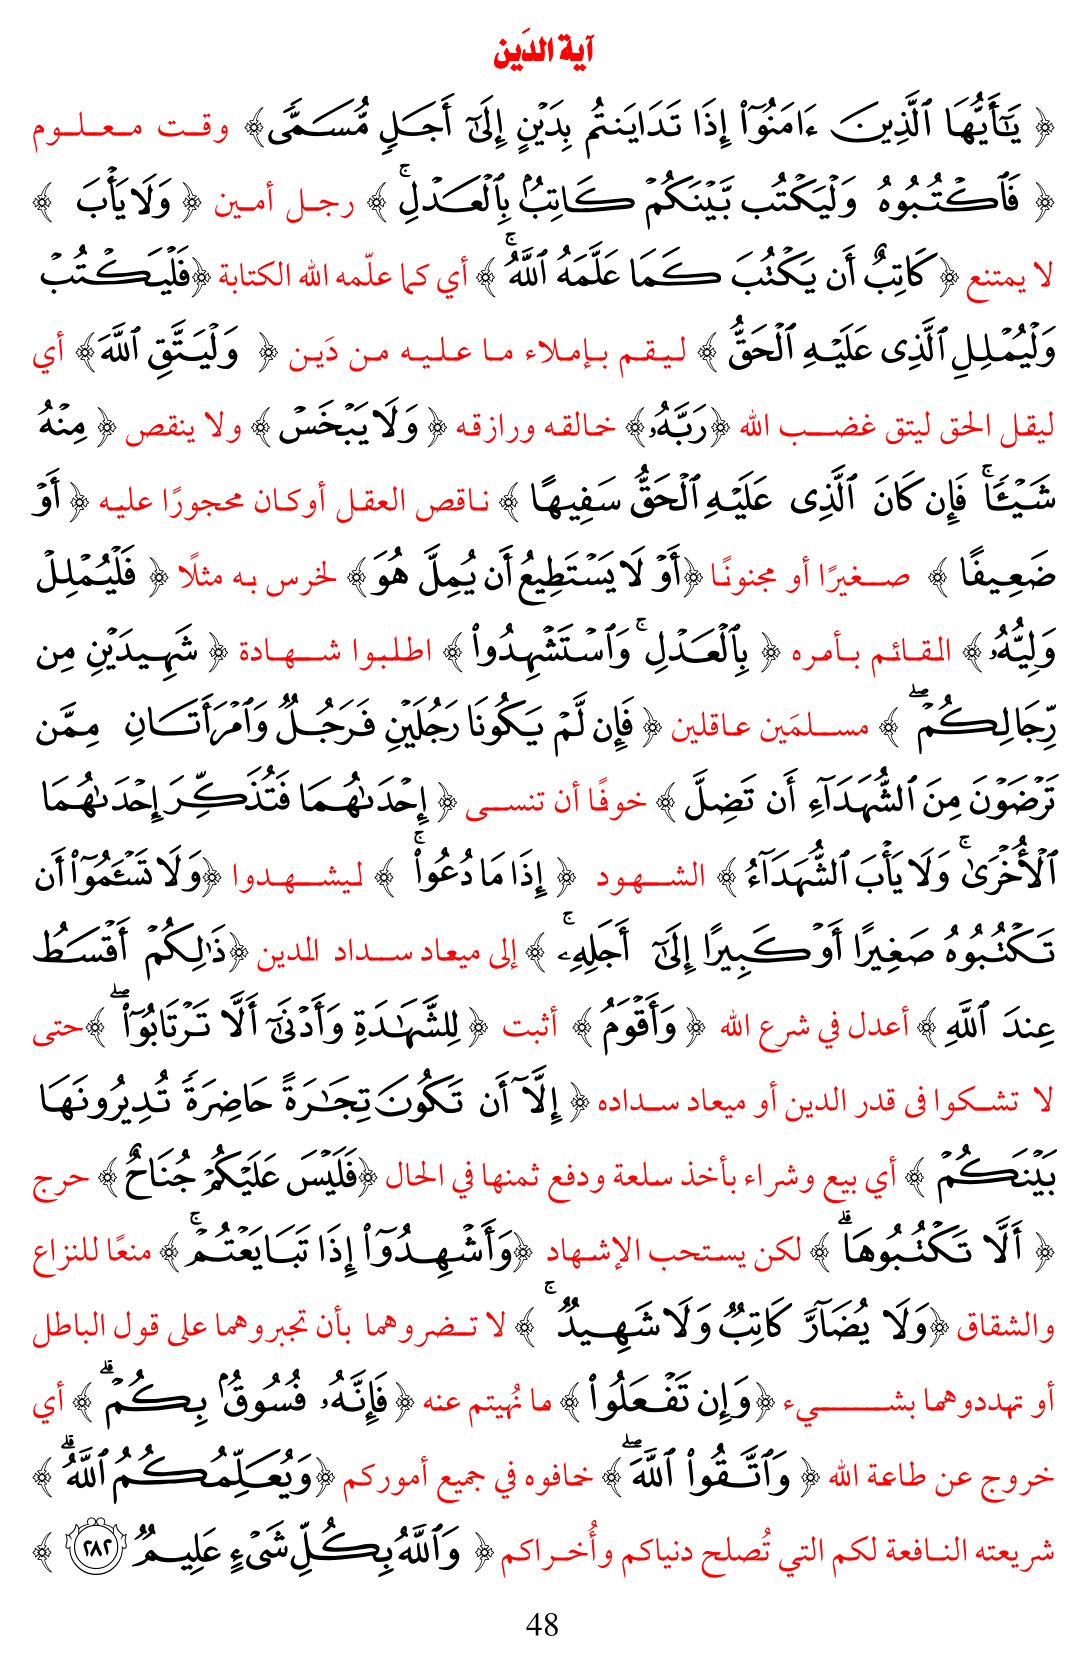 آية الدَين
﴿ يَـٰٓأَيُّهَا ٱلَّذِينَ ءَامَنُوٓا۟ إِذَا تَدَايَنتُم بِدَيْنٍ إِلَىٰٓ أَجَلٍ مُّسَمًّى﴾ وقت معلوم
﴿ فَٱكْتُبُوهُ وَلْيَكْتُب بَّيْنَكُمْ كَاتِبٌۢ بِٱلْعَدْلِ ۚ ﴾ رجل أمين ﴿ وَلَا يَأْبَ ﴾
لا يمتنع ﴿ كَاتِبٌ أَن يَكْتُبَ كَمَا عَلَّمَهُ ٱللَّهُ ۚ ﴾ أي كما علّمه الله الكتابة ﴿فَلْيَكْتُبْ
وَلْيُمْلِلِ ٱلَّذِى عَلَيْهِ ٱلْحَقُّ ﴾ ليقم بإملاء ما عليه من دَين ﴿ وَلْيَتَّقِ ٱللَّهَ﴾ أي
ليقل الحق ليتق غضب الله ﴿رَبَّهُۥ﴾ خالقه ورازقه ﴿ وَلَا يَبْخَسْ ﴾ ولا ينقص ﴿ مِنْهُ
شَيْـًٔا ۚ فَإِن كَانَ ٱلَّذِى عَلَيْهِ ٱلْحَقُّ سَفِيهًا ﴾ ناقص العقل أوكان محجورًا عليه ﴿ أَوْ
ضَعِيفًا ﴾ صغيرًا أو مجنونًا ﴿أَوْ لَا يَسْتَطِيعُ أَن يُمِلَّ هُوَ ﴾ لخرس به مثلًا ﴿ فَلْيُمْلِلْ
وَلِيُّهُۥ ﴾ القائم بأمره ﴿ بِٱلْعَدْلِ ۚ وَٱسْتَشْهِدُوا۟ ﴾ اطلبوا شهادة ﴿ شَهِيدَيْنِ مِن
رِّجَالِكُمْ ۖ ﴾ مسلمَين عاقلين ﴿ فَإِن لَّمْ يَكُونَا رَجُلَيْنِ فَرَجُلٌ وَٱمْرَأَتَانِ مِمَّن
تَرْضَوْنَ مِنَ ٱلشُّهَدَآءِ أَن تَضِلَّ ﴾ خوفًا أن تنسى ﴿ إِحْدَىٰهُمَا فَتُذَكِّرَ إِحْدَىٰهُمَا
ٱلْأُخْرَىٰ ۚ وَلَا يَأْبَ ٱلشُّهَدَآءُ ﴾ الشهود ﴿ إِذَا مَا دُعُوا۟ ۚ ﴾ ليشهدوا ﴿وَلَا تَسْـَٔمُوٓا۟ أَن
تَكْتُبُوهُ صَغِيرًا أَوْ كَبِيرًا إِلَىٰٓ أَجَلِهِۦ ۚ ﴾ إلى ميعاد سداد الدين ﴿ذَٰلِكُمْ أَقْسَطُ
عِندَ ٱللَّهِ ﴾ أعدل في شرع الله ﴿ وَأَقْوَمُ ﴾ أثبت ﴿ لِلشَّهَـٰدَةِ وَأَدْنَىٰٓ أَلَّا تَرْتَابُوٓا۟ ۖ ﴾حتى
لا تشكوا فى قدر الدين أو ميعاد سداده ﴿ إِلَّآ أَن تَكُونَ تِجَـٰرَةً حَاضِرَةً تُدِيرُونَهَا
بَيْنَكُمْ ﴾ أي بيع وشراء بأخذ سلعة ودفع ثمنها في الحال ﴿فَلَيْسَ عَلَيْكُمْ جُنَاحٌ ﴾ حرج
﴿ أَلَّا تَكْتُبُوهَا ۗ ﴾ لكن يستحب الإشهاد ﴿وَأَشْهِدُوٓا۟ إِذَا تَبَايَعْتُمْ ۚ ﴾ منعًا للنزاع
والشقاق ﴿وَلَا يُضَآرَّ كَاتِبٌ وَلَا شَهِيدٌ ۚ ﴾ لا تضروهما بأن تجبروهما على قول الباطل
أو تهددوهما بشيء ﴿وَإِن تَفْعَلُوا۟ ﴾ ما نُهيتم عنه ﴿ فَإِنَّهُۥ فُسُوقٌۢ بِكُمْ ۗ ﴾ أي
خروج عن طاعة الله ﴿ وَٱتَّقُوا۟ ٱللَّهَ ۖ ﴾ خافوه في جميع أموركم ﴿وَيُعَلِّمُكُمُ ٱللَّهُ ۗ ﴾
شريعته النافعة لكم التي تُصلح دنياكم وأُخراكم ﴿ وَٱللَّهُ بِكُلِّ شَىْءٍ عَلِيمٌ ٢٨٢ ﴾
48